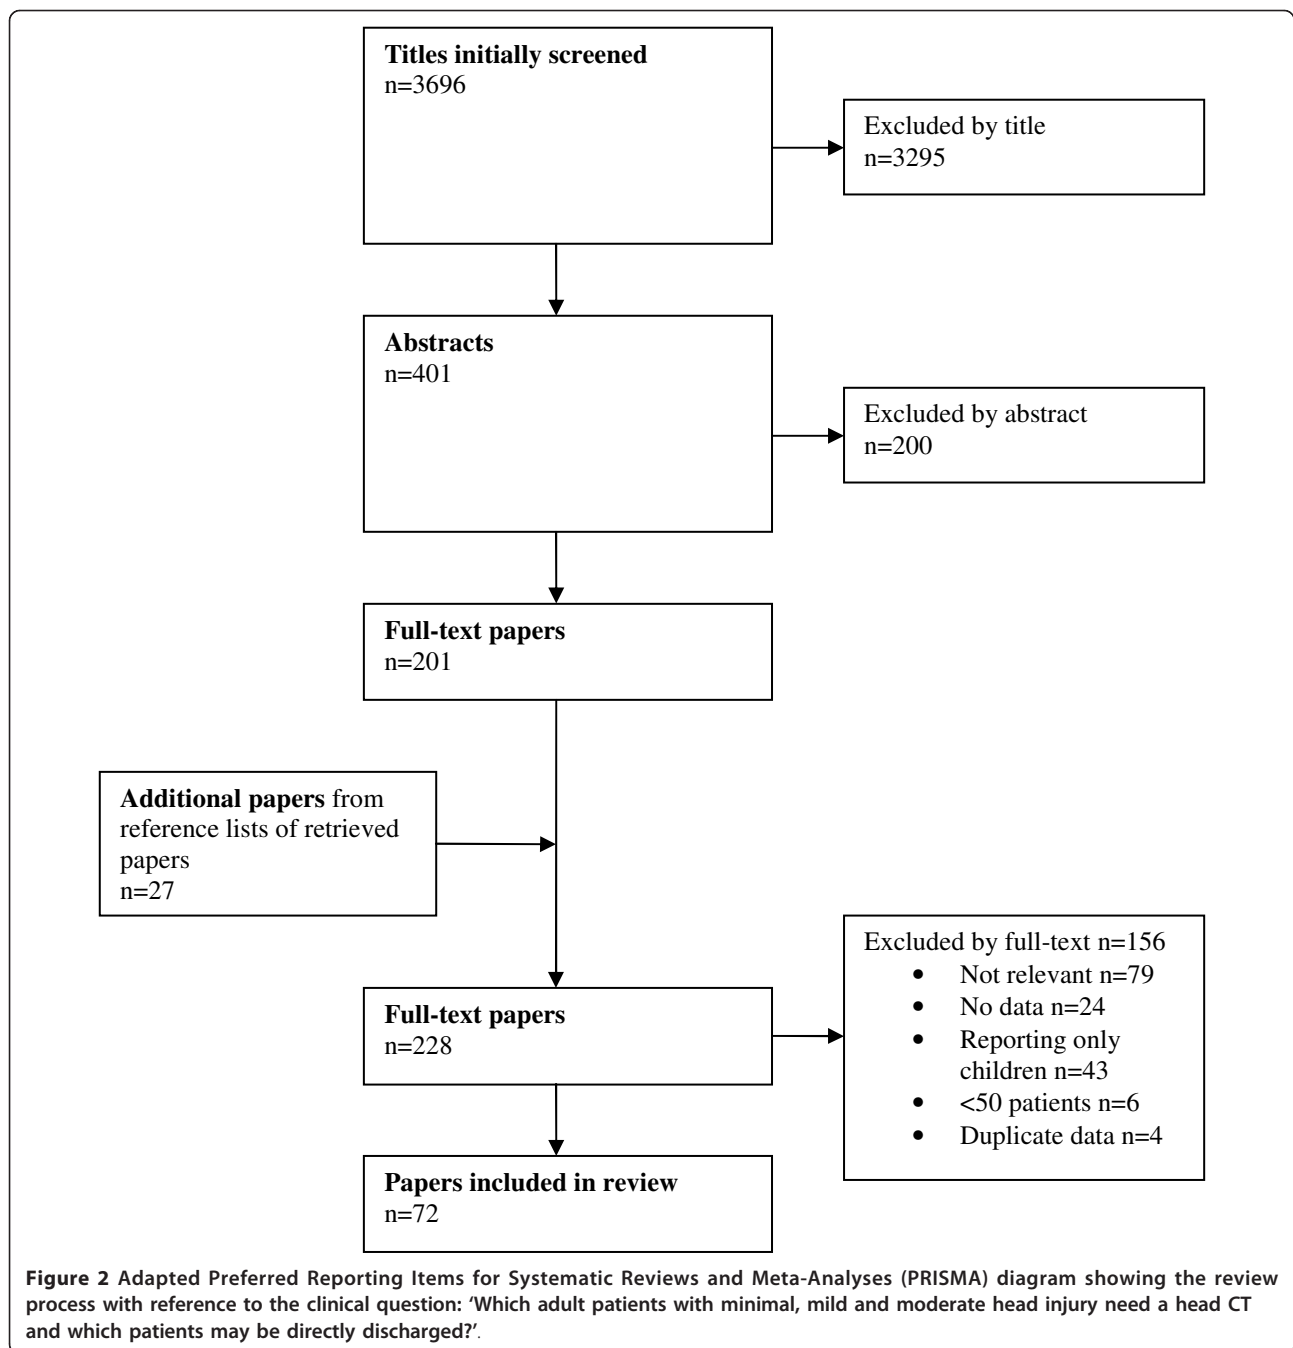 Titles initially screened
n=3696
Excluded by title
n=3295
Abstracts
n=401
Excluded by abstract
n=200
Full-text papers
n=201
Additional papers from
reference lists of retrieved
papers
n=27
Full-text papers
n=228
Excluded by full-text n=156
• Not relevant n=79
• No data n=24
• Reporting only
children n=43
• <50 patients n=6
• Duplicate data n=4
Papers included in review
n=72
Figure 2 Adapted Preferred Reporting Items for Systematic Reviews and Meta-Analyses (PRISMA) diagram showing the review
process with reference to the clinical question: ‘Which adult patients with minimal, mild and moderate head injury need a head CT
and which patients may be directly discharged?’.